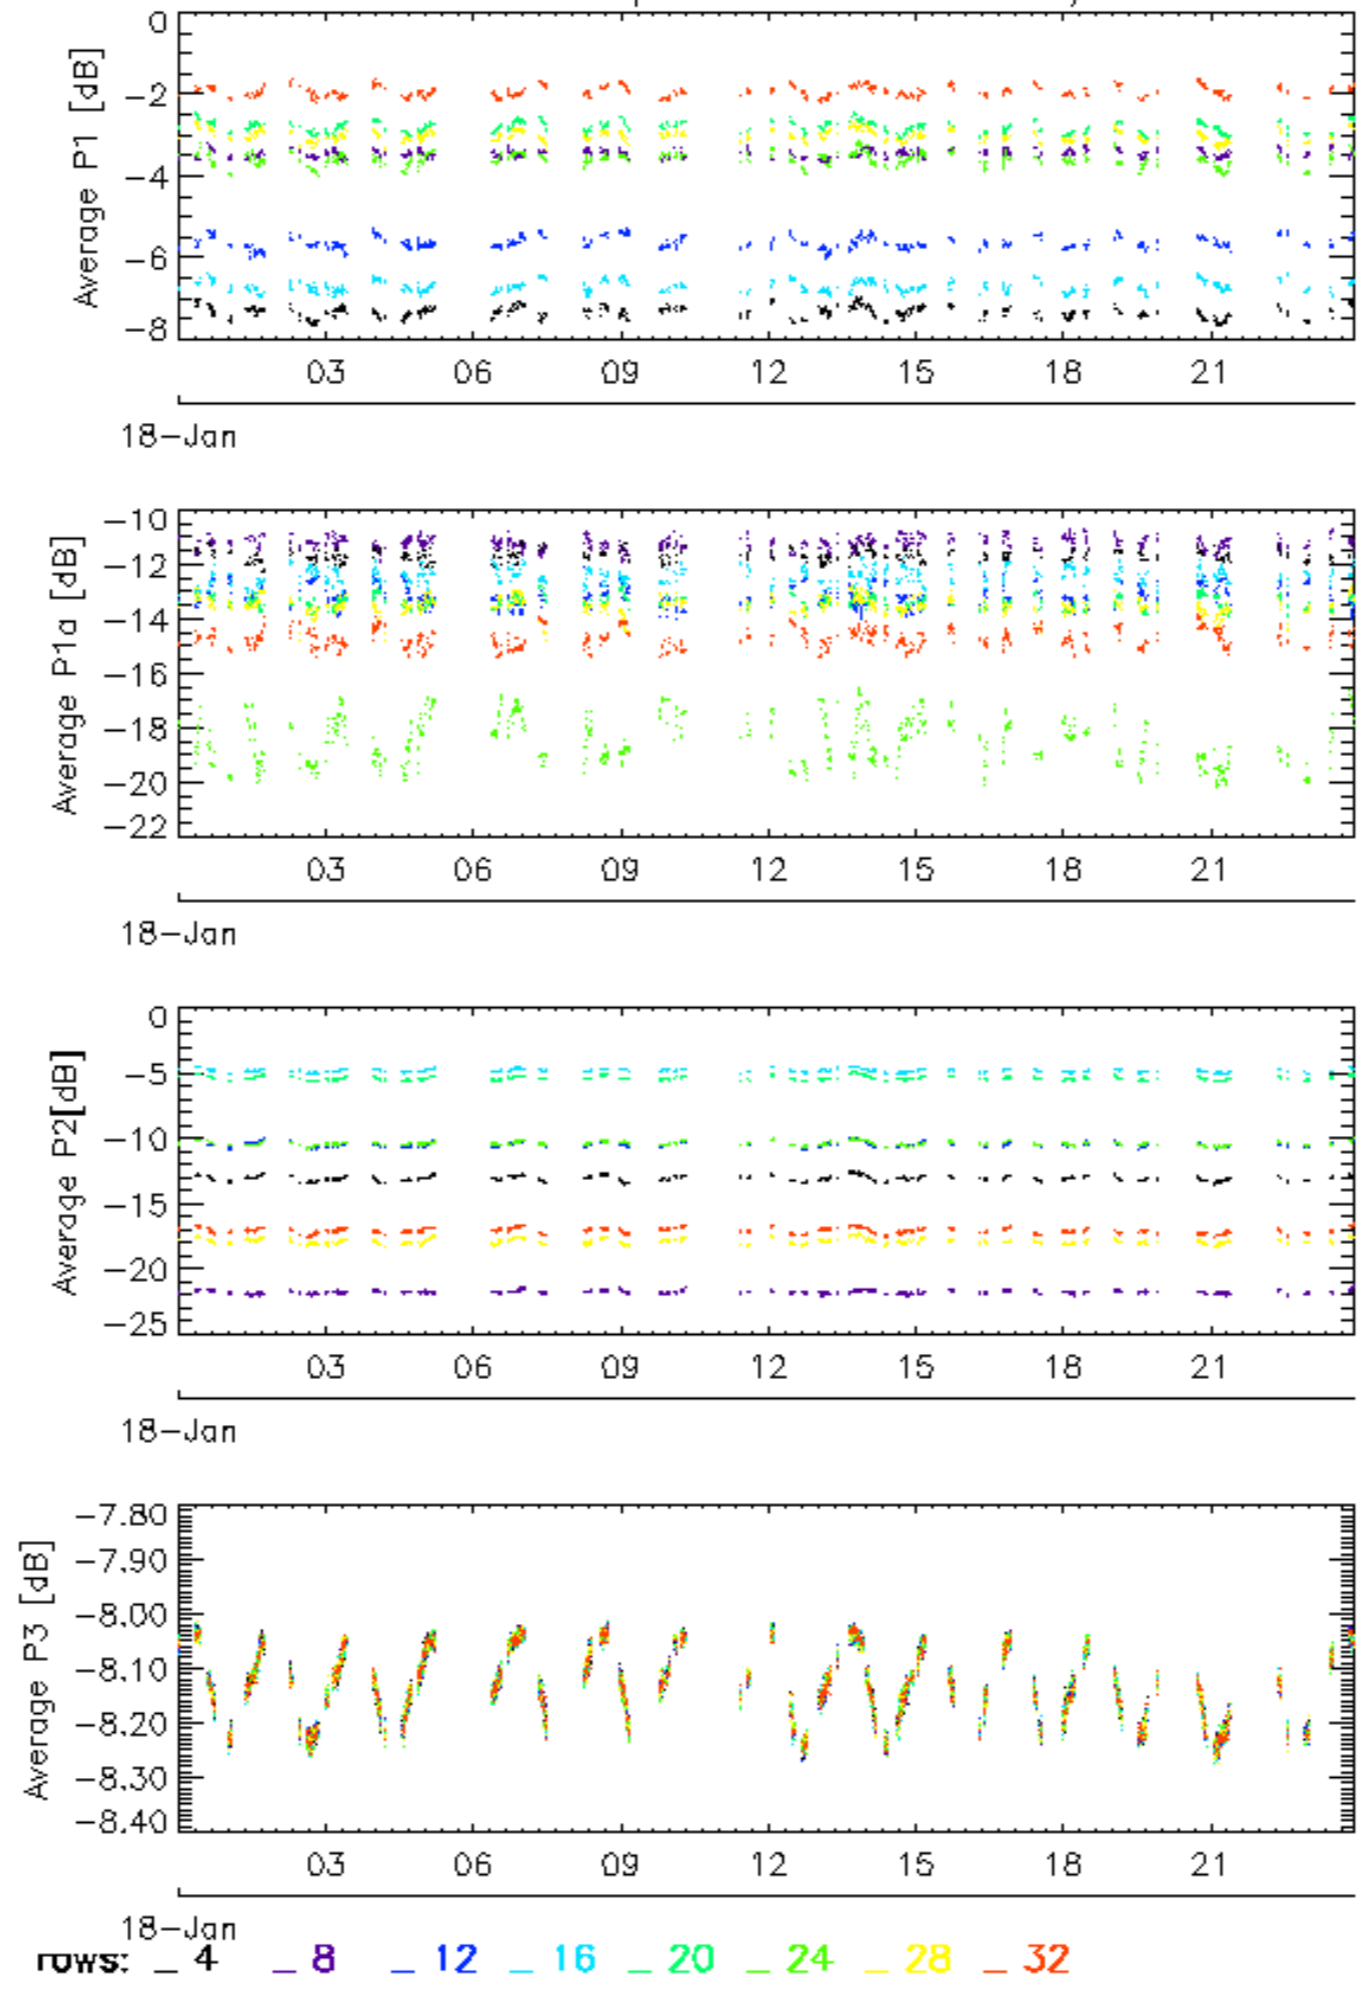 Average P1 [dB]
0
−2
−4
−6
−8
03 06 09 12 15 18 21
18−Jan
Average P1a [dB]
−10
−12
−14
−16
−18
−20
−22
03 06 09 12 15 18 21
18−Jan
Average P2[dB]
0
−5
−10
−15
−20
−25
03 06 09 12 15 18 21
18−Jan
Average P3 [dB]
−7.80
−7.90
−8.00
−8.10
−8.20
−8.30
−8.40
03 06 09 12 15 18 21
18−Jan
rows: _ 4 _ 8 _ 12 _ 16 _ 20 _ 24 _ 28 _ 32